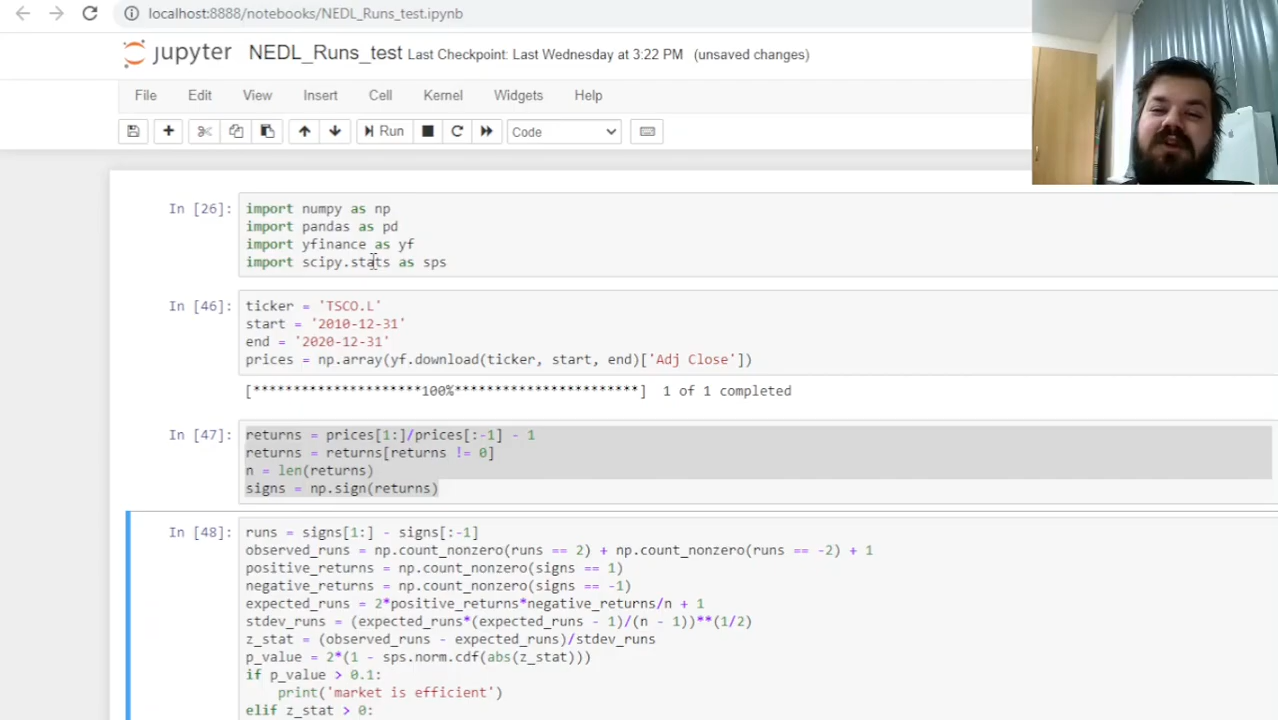 localhost:8888/notebooks/NEDL_Runs_test.ipynb
jupyter NEDL_Runs_test Last Checkpoint: Last Wednesday at 3:22 PM (unsaved changes)
File Edit View Insert Cell Kernel Widgets Help
Run Code
In [26]:
import numpy as np
import pandas as pd
import yfinance as yf
import scipy.stats as sps
In [46]:
ticker = 'TSCO.L'
start = '2010-12-31'
end = '2020-12-31'
prices = np.array(yf.download(ticker, start, end)['Adj Close'])
[**********************100%***********************] 1 of 1 completed
In [47]:
returns = prices[1:]/prices[:-1] - 1
returns = returns[returns != 0]
n = len(returns)
signs = np.sign(returns)
In [48]:
runs = signs[1:] - signs[:-1]
observed_runs = np.count_nonzero(runs == 2) + np.count_nonzero(runs == -2) + 1
positive_returns = np.count_nonzero(signs == 1)
negative_returns = np.count_nonzero(signs == -1)
expected_runs = 2*positive_returns*negative_returns/n + 1
stdev_runs = (expected_runs*(expected_runs - 1)/(n - 1))**(1/2)
z_stat = (observed_runs - expected_runs)/stdev_runs
p_value = 2*(1 - sps.norm.cdf(abs(z_stat)))
if p_value > 0.1:
print('market is efficient')
elif z_stat > 0: